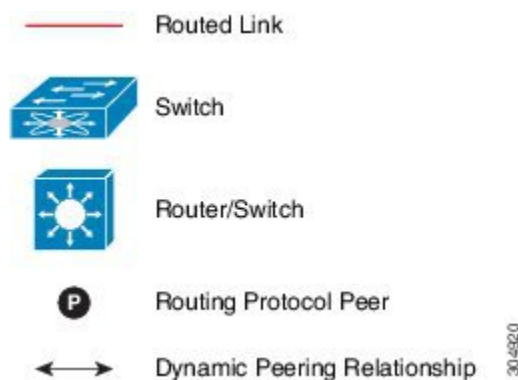 Routed Link
Switch
Router/Switch
P
Routing Protocol Peer
Dynamic Peering Relationship
304920